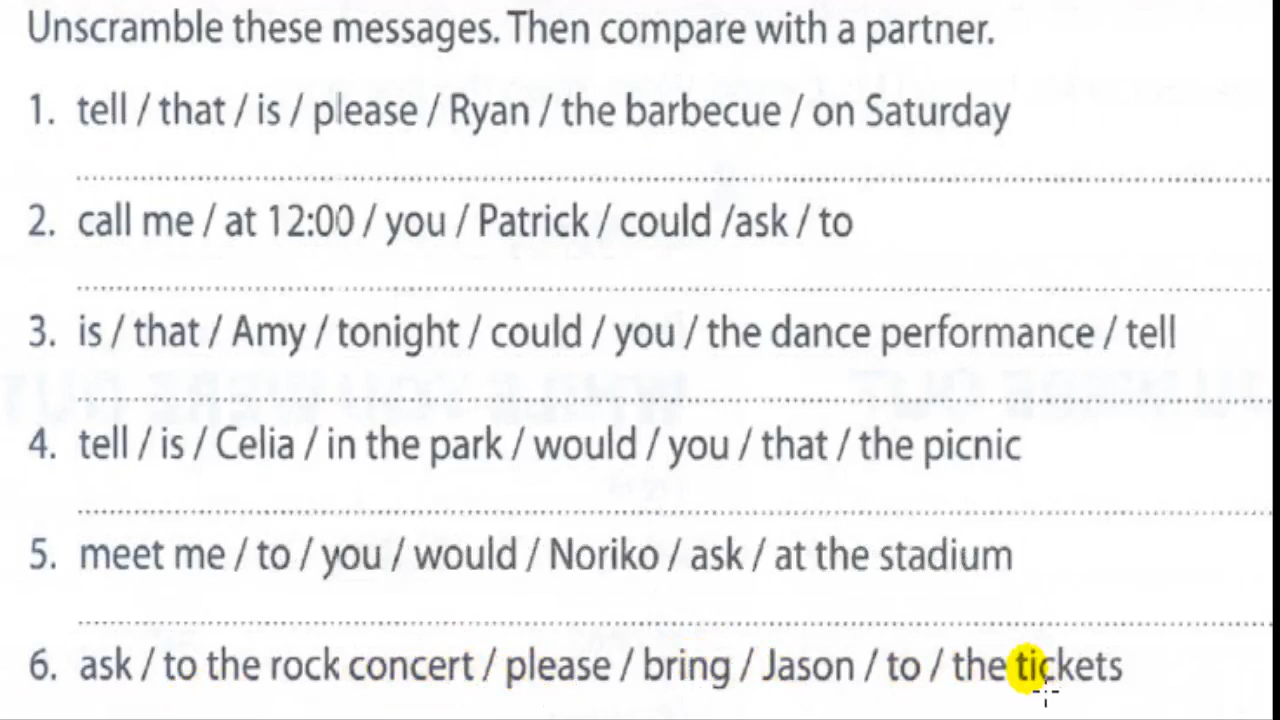 Unscramble these messages. Then compare with a partner.
1. tell / that / is / please / Ryan / the barbecue / on Saturday
2. call me / at 12:00 / you / Patrick / could /ask / to
3. is / that / Amy / tonight / could / you / the dance performance / tell
4. tell / is / Celia / in the park / would / you / that / the picnic
5. meet me / to / you / would / Noriko / ask / at the stadium
6. ask / to the rock concert / please / bring / Jason / to / the tickets